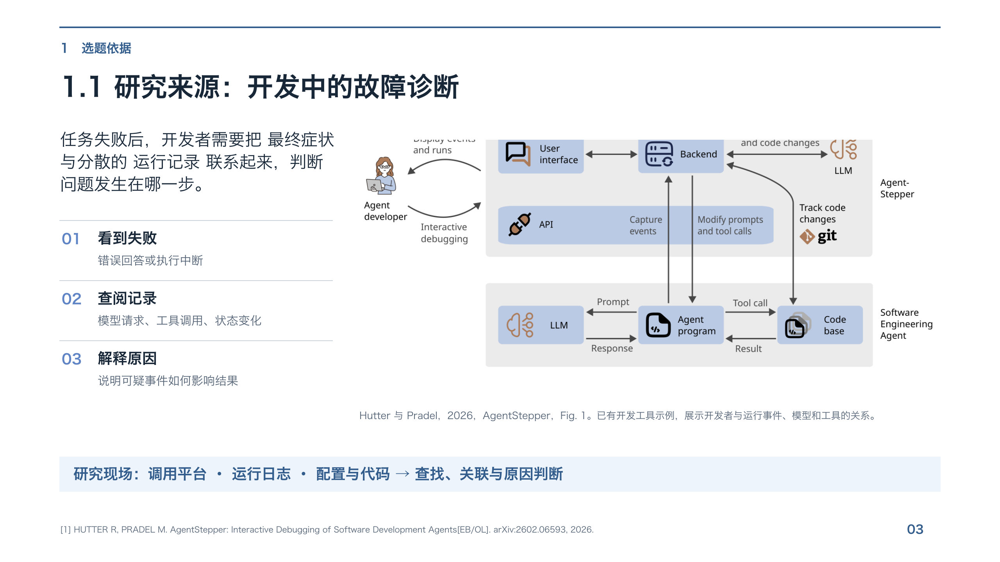 1 选题依据
1.1 研究来源：开发中的故障诊断
任务失败后，开发者需要把 最终症状
与分散的 运行记录 联系起来，判断
问题发生在哪一步。
01 看到失败
错误回答或执行中断
02 查阅记录
模型请求、工具调用、状态变化
03 解释原因
说明可疑事件如何影响结果
Display events
and runs
Agent
developer
Interactive
debugging
User
interface
Backend
and code changes
LLM
Agent-
Stepper
API
Capture
events
Modify prompts
and tool calls
Track code
changes
git
Prompt
Tool call
LLM
Agent
program
Code
base
Response
Result
Software
Engineering
Agent
Hutter 与 Pradel，2026，AgentStepper，Fig. 1。已有开发工具示例，展示开发者与运行事件、模型和工具的关系。
研究现场：调用平台 · 运行日志 · 配置与代码 → 查找、关联与原因判断
[1] HUTTER R, PRADEL M. AgentStepper: Interactive Debugging of Software Development Agents[EB/OL]. arXiv:2602.06593, 2026.
03